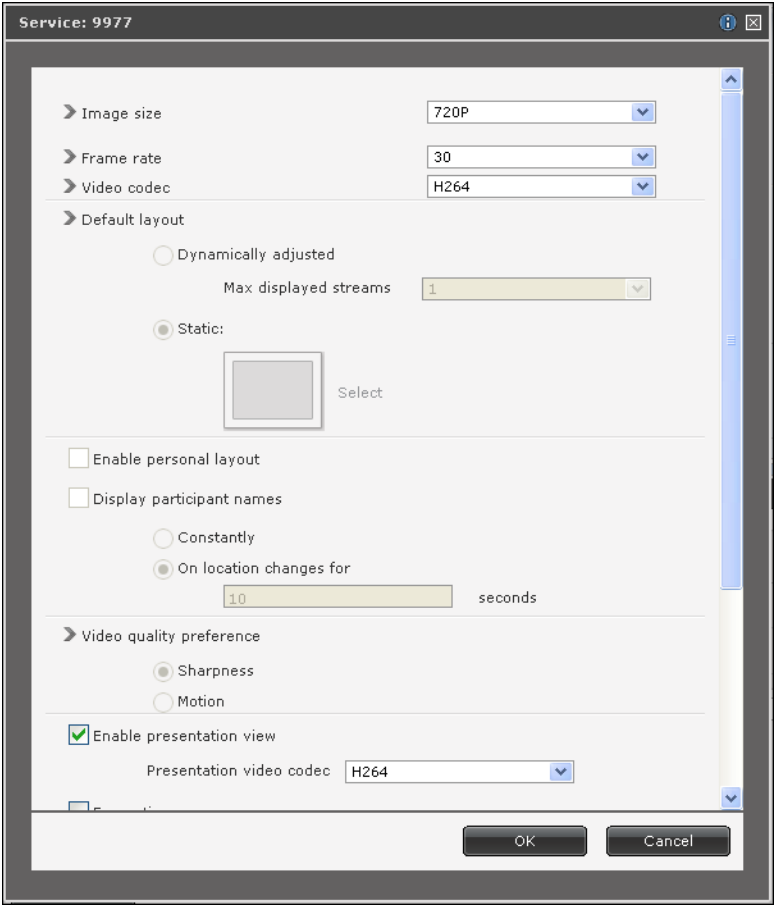 Service: 9977
Image size 720P
Frame rate 30
Video codec H264
Default layout
Dynamically adjusted
Max displayed streams 1
Static:
Select
Enable personal layout
Display participant names
Constantly
On location changes for
10 seconds
Video quality preference
Sharpness
Motion
Enable presentation view
Presentation video codec H264
OK Cancel